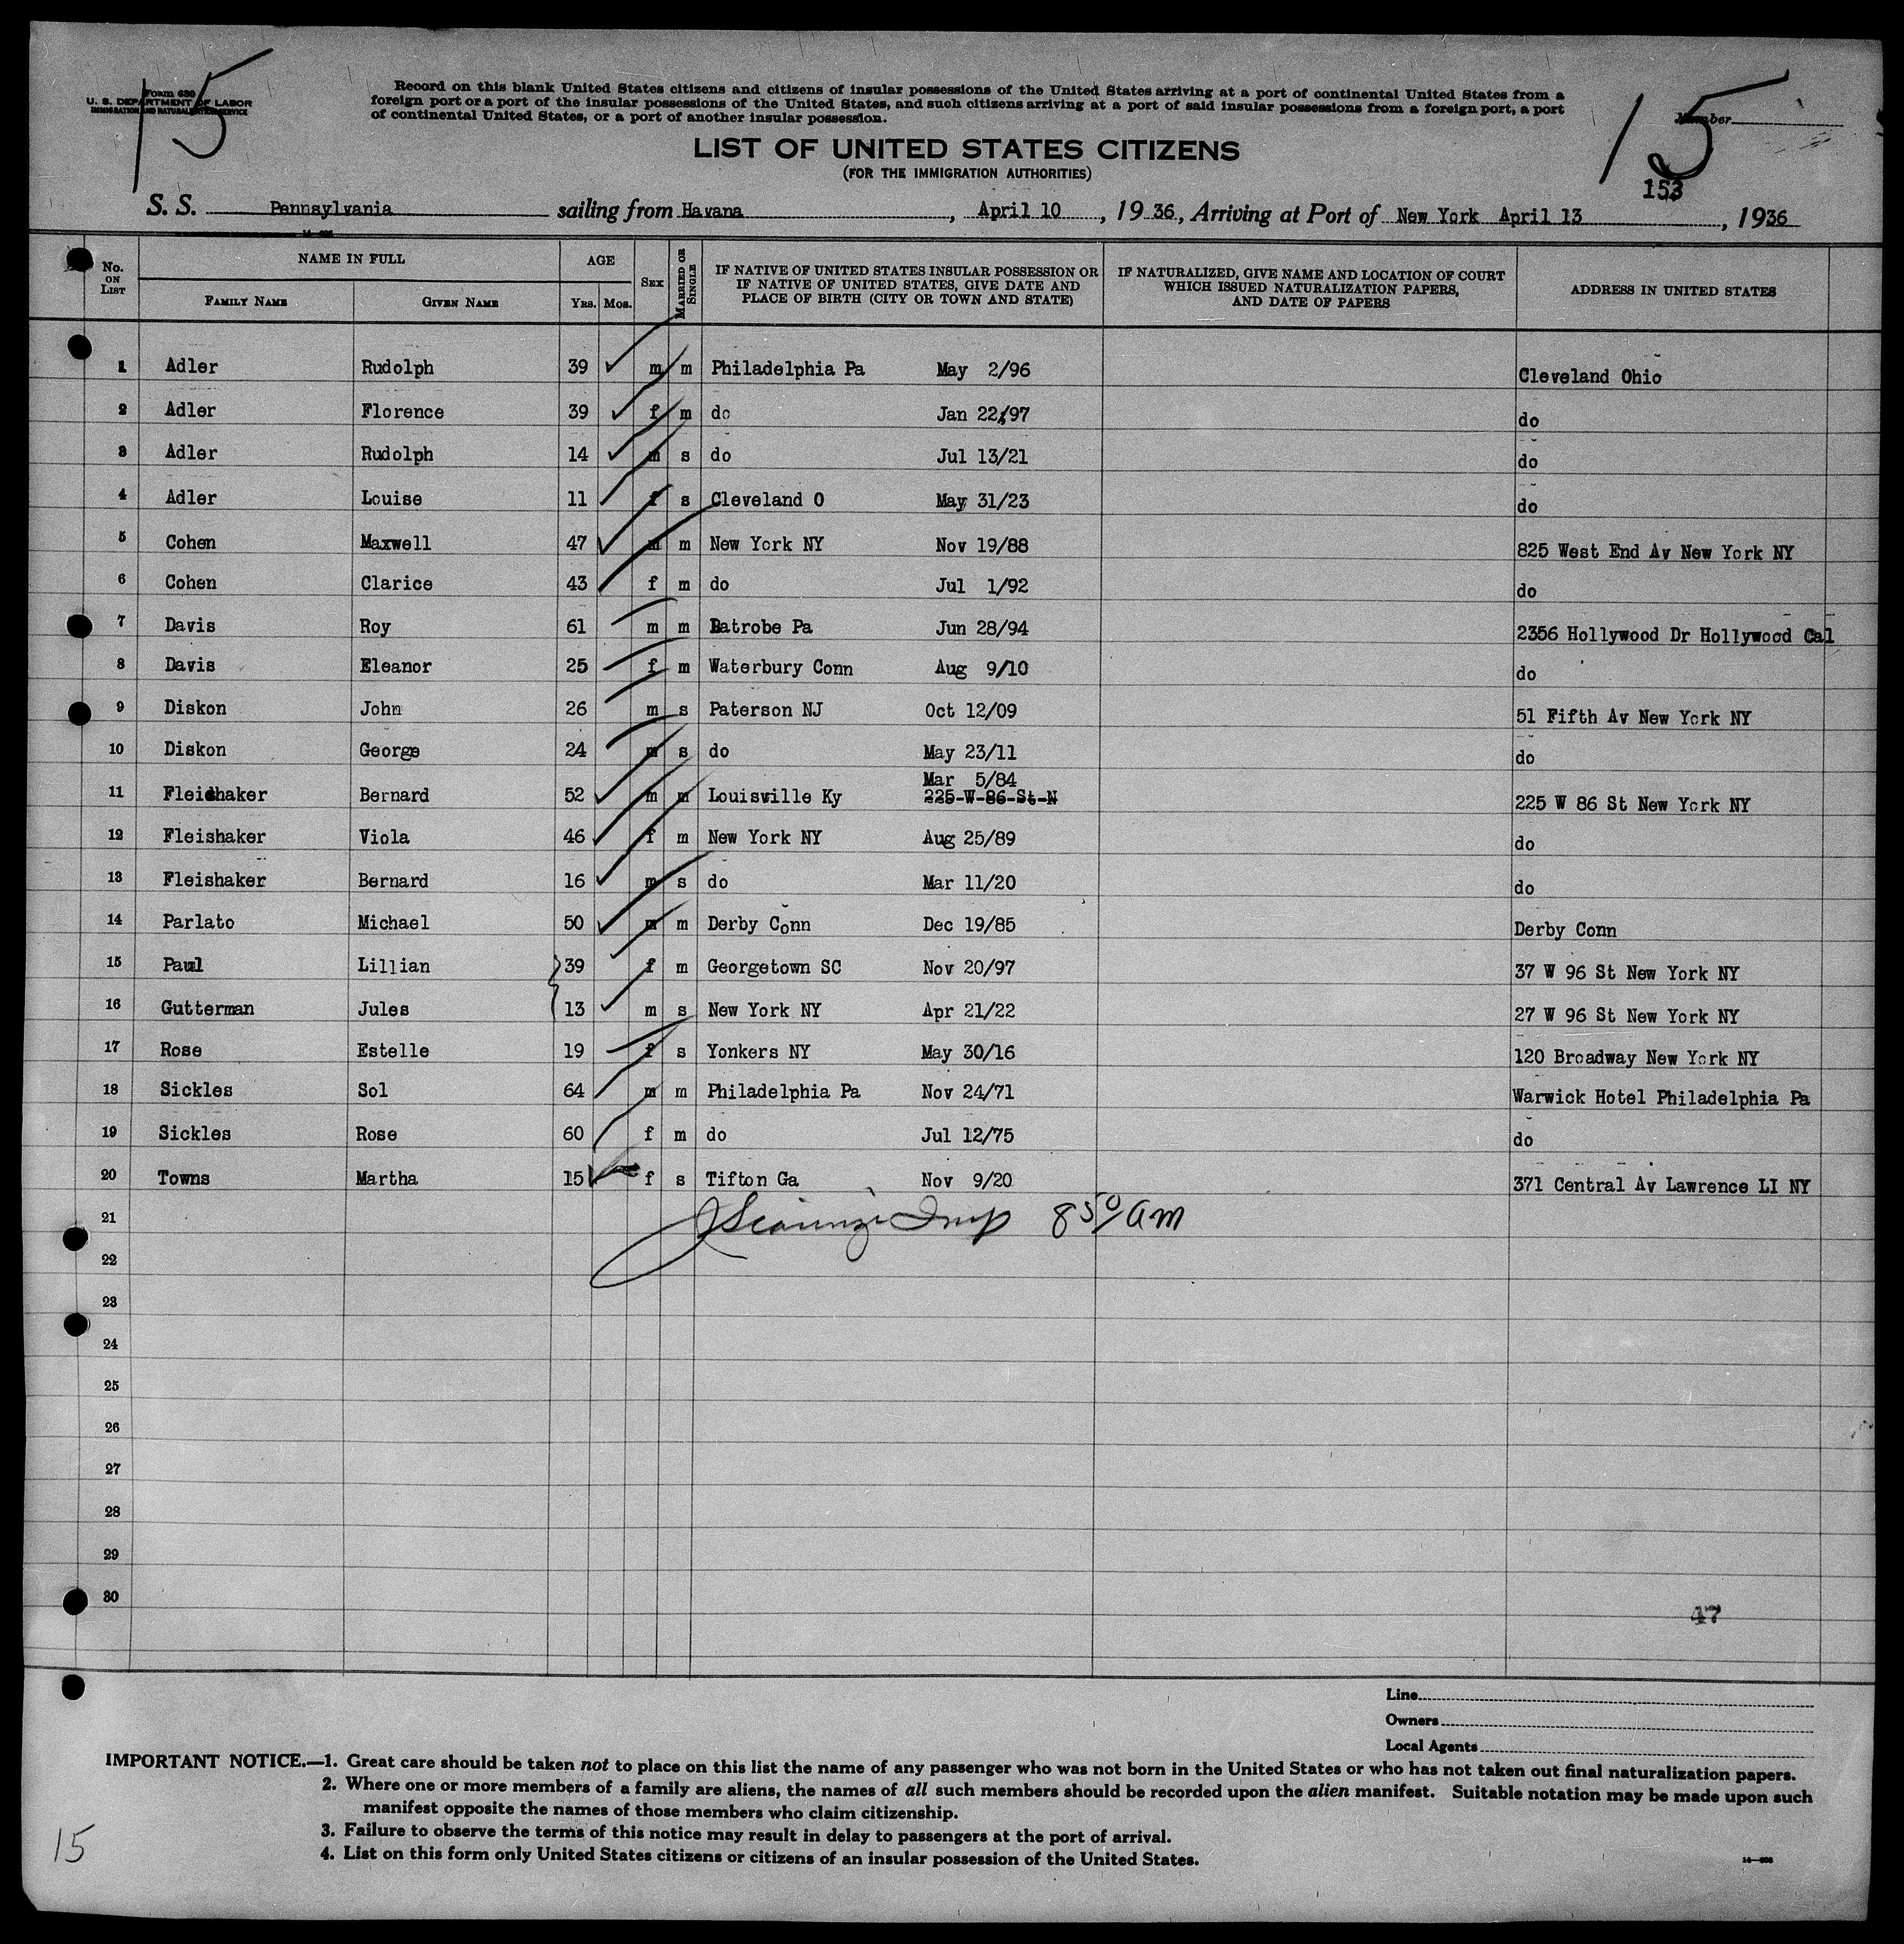 15
Form 630
U. S. DEPARTMENT OF LABOR
IMMIGRATION AND NATURALIZATION SERVICE
Record on this blank United States citizens and citizens of insular possessions of the United States arriving at a port of continental United States from a
foreign port or a port of the insular possessions of the United States, and such citizens arriving at a port of said insular possessions from a foreign port, a port
of continental United States, or a port of another insular possession.
15
Number
LIST OF UNITED STATES CITIZENS
(FOR THE IMMIGRATION AUTHORITIES)
153
S. S. Pennsylvania sailing from Havana, April 10, 1936, Arriving at Port of New York April 13, 1936
No. ON LIST NAME IN FULL FAMILY NAME GIVEN NAME AGE YRS. MOS. SEX MARRIED OR SINGLE IF NATIVE OF UNITED STATES INSULAR POSSESSION OR IF NATIVE OF UNITED STATES, GIVE DATE AND PLACE OF BIRTH (CITY OR TOWN AND STATE) IF NATURALIZED, GIVE NAME AND LOCATION OF COURT WHICH ISSUED NATURALIZATION PAPERS, AND DATE OF PAPERS ADDRESS IN UNITED STATES
1 Adler Rudolph 39 m m Philadelphia Pa May 2/96 Cleveland Ohio
2 Adler Florence 39 f m do Jan 22/97 do
3 Adler Rudolph 14 m s do Jul 13/21 do
4 Adler Louise 11 f s Cleveland O May 31/23 do
5 Cohen Maxwell 47 m m New York NY Nov 19/88 825 West End Av New York NY
6 Cohen Clarice 43 f m do Jul 1/92 do
7 Davis Roy 61 m m Latrobe Pa Jun 28/94 2356 Hollywood Dr Hollywood Cal
8 Davis Eleanor 25 f m Waterbury Conn Aug 9/10 do
9 Diskon John 26 m s Paterson NJ Oct 12/09 51 Fifth Av New York NY
10 Diskon George 24 m s do May 23/11 do
Mar 5/84
11 Fleishaker Bernard 52 m m Louisville Ky 225-W-86-St-N 225 W 86 St New York NY
12 Fleishaker Viola 46 f m New York NY Aug 25/89 do
13 Fleishaker Bernard 16 m s do Mar 11/20 do
14 Parlato Michael 50 m m Derby Conn Dec 19/85 Derby Conn
15 Paul Lillian 39 f m Georgetown SC Nov 20/97 37 W 96 St New York NY
16 Gutterman Jules 13 m s New York NY Apr 21/22 27 W 96 St New York NY
17 Rose Estelle 19 f s Yonkers NY May 30/16 120 Broadway New York NY
18 Sickles Sol 64 m m Philadelphia Pa Nov 24/71 Warwick Hotel Philadelphia Pa
19 Sickles Rose 60 f m do Jul 12/75 do
20 Towns Martha 15 f s Tifton Ga Nov 9/20 371 Central Av Lawrence LI NY
21 Insp 8 50 am
22
23
24
25
26
27
28
29
30
47
Line
Owners
Local Agents
IMPORTANT NOTICE.—1. Great care should be taken not to place on this list the name of any passenger who was not born in the United States or who has not taken out final naturalization papers.
2. Where one or more members of a family are aliens, the names of all such members should be recorded upon the alien manifest. Suitable notation may be made upon such
manifest opposite the names of those members who claim citizenship.
3. Failure to observe the terms of this notice may result in delay to passengers at the port of arrival.
4. List on this form only United States citizens or citizens of an insular possession of the United States.
15